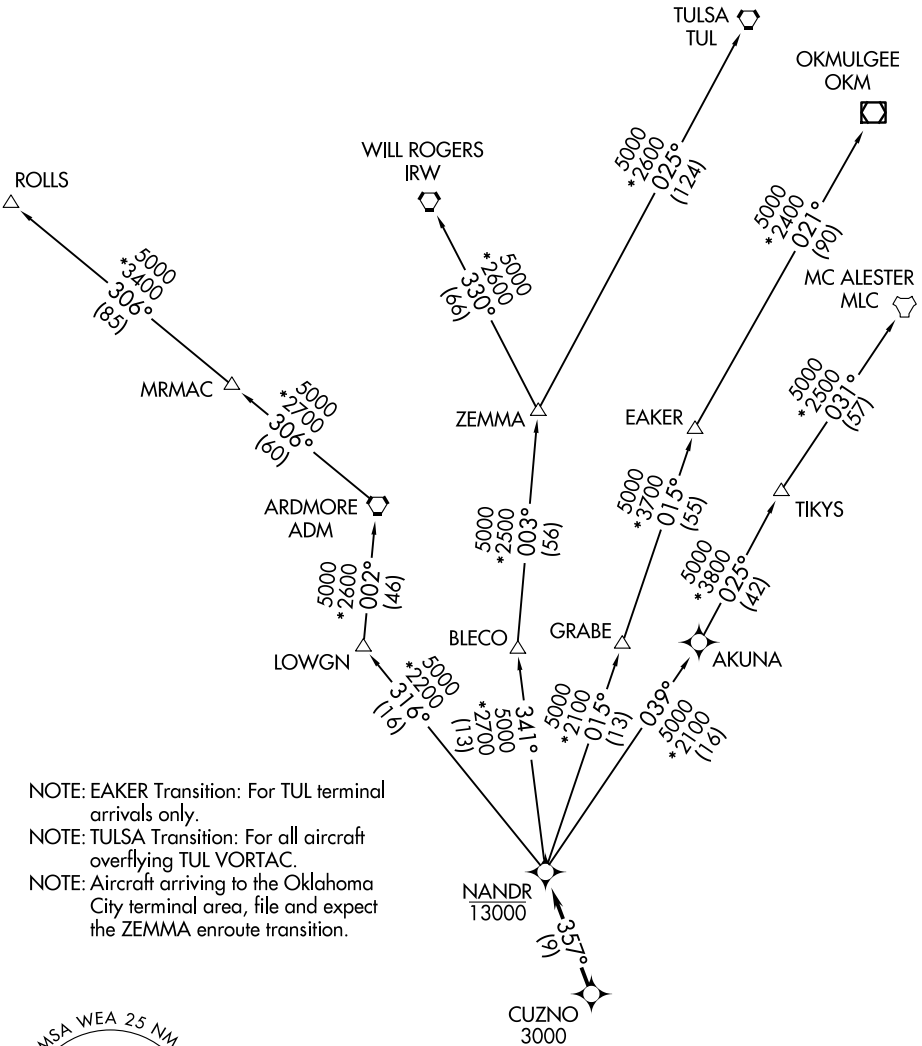 TULSA
TUL
OKMULGEE
OKM
5000
*2600
025°
(124)
WILL ROGERS
IRW
ROLLS
5000
*2400
021°
(90)
5000
*3400
306°
(85)
5000
*2600
330°
(66)
MC ALESTER
MLC
MRMAC
5000
*2700
306°
(60)
ZEMMA
EAKER
5000
*2500
031°
(57)
ARDMORE
ADM
5000
*2500
003°
(56)
5000
*3700
015°
(55)
TIKYS
5000
*2600
002°
(46)
5000
*3800
025°
(42)
LOWGN
BLECO
GRABE
AKUNA
5000
*2200
316°
(16)
341°
5000
*2700
(13)
5000
*2100
015°
(13)
039°
5000
*2100
(16)
NOTE: EAKER Transition: For TUL terminal
arrivals only.
NOTE: TULSA Transition: For all aircraft
overflying TUL VORTAC.
NOTE: Aircraft arriving to the Oklahoma
City terminal area, file and expect
the ZEMMA enroute transition.
NANDR
13000
357°
(9)
CUZNO
3000
MSA WEA 25 NM